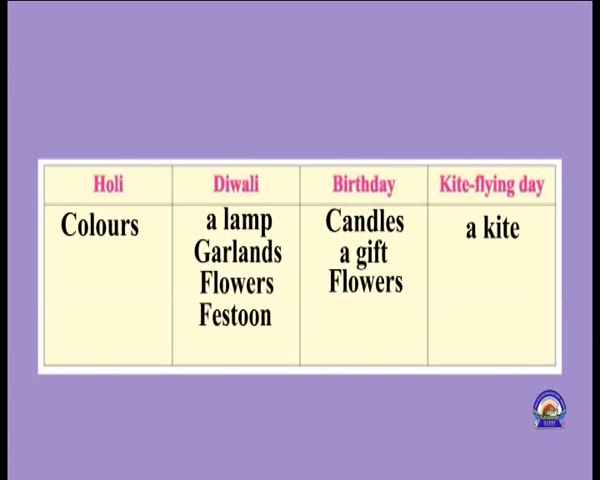 Holi Diwali Birthday Kite-flying day
Colours a lamp Candles a kite
Garlands a gift
Flowers Flowers
Festoon